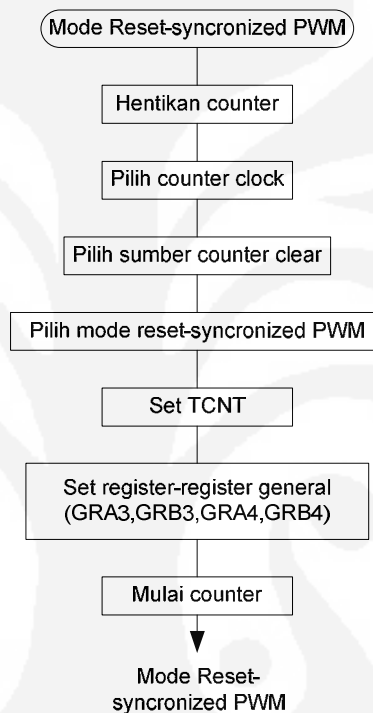 Mode Reset-syncronized PWM
Hentikan counter
Pilih counter clock
Pilih sumber counter clear
Pilih mode reset-syncronized PWM
Set TCNT
Set register-register general
(GRA3,GRB3,GRA4,GRB4)
Mulai counter
Mode Reset-
syncronized PWM